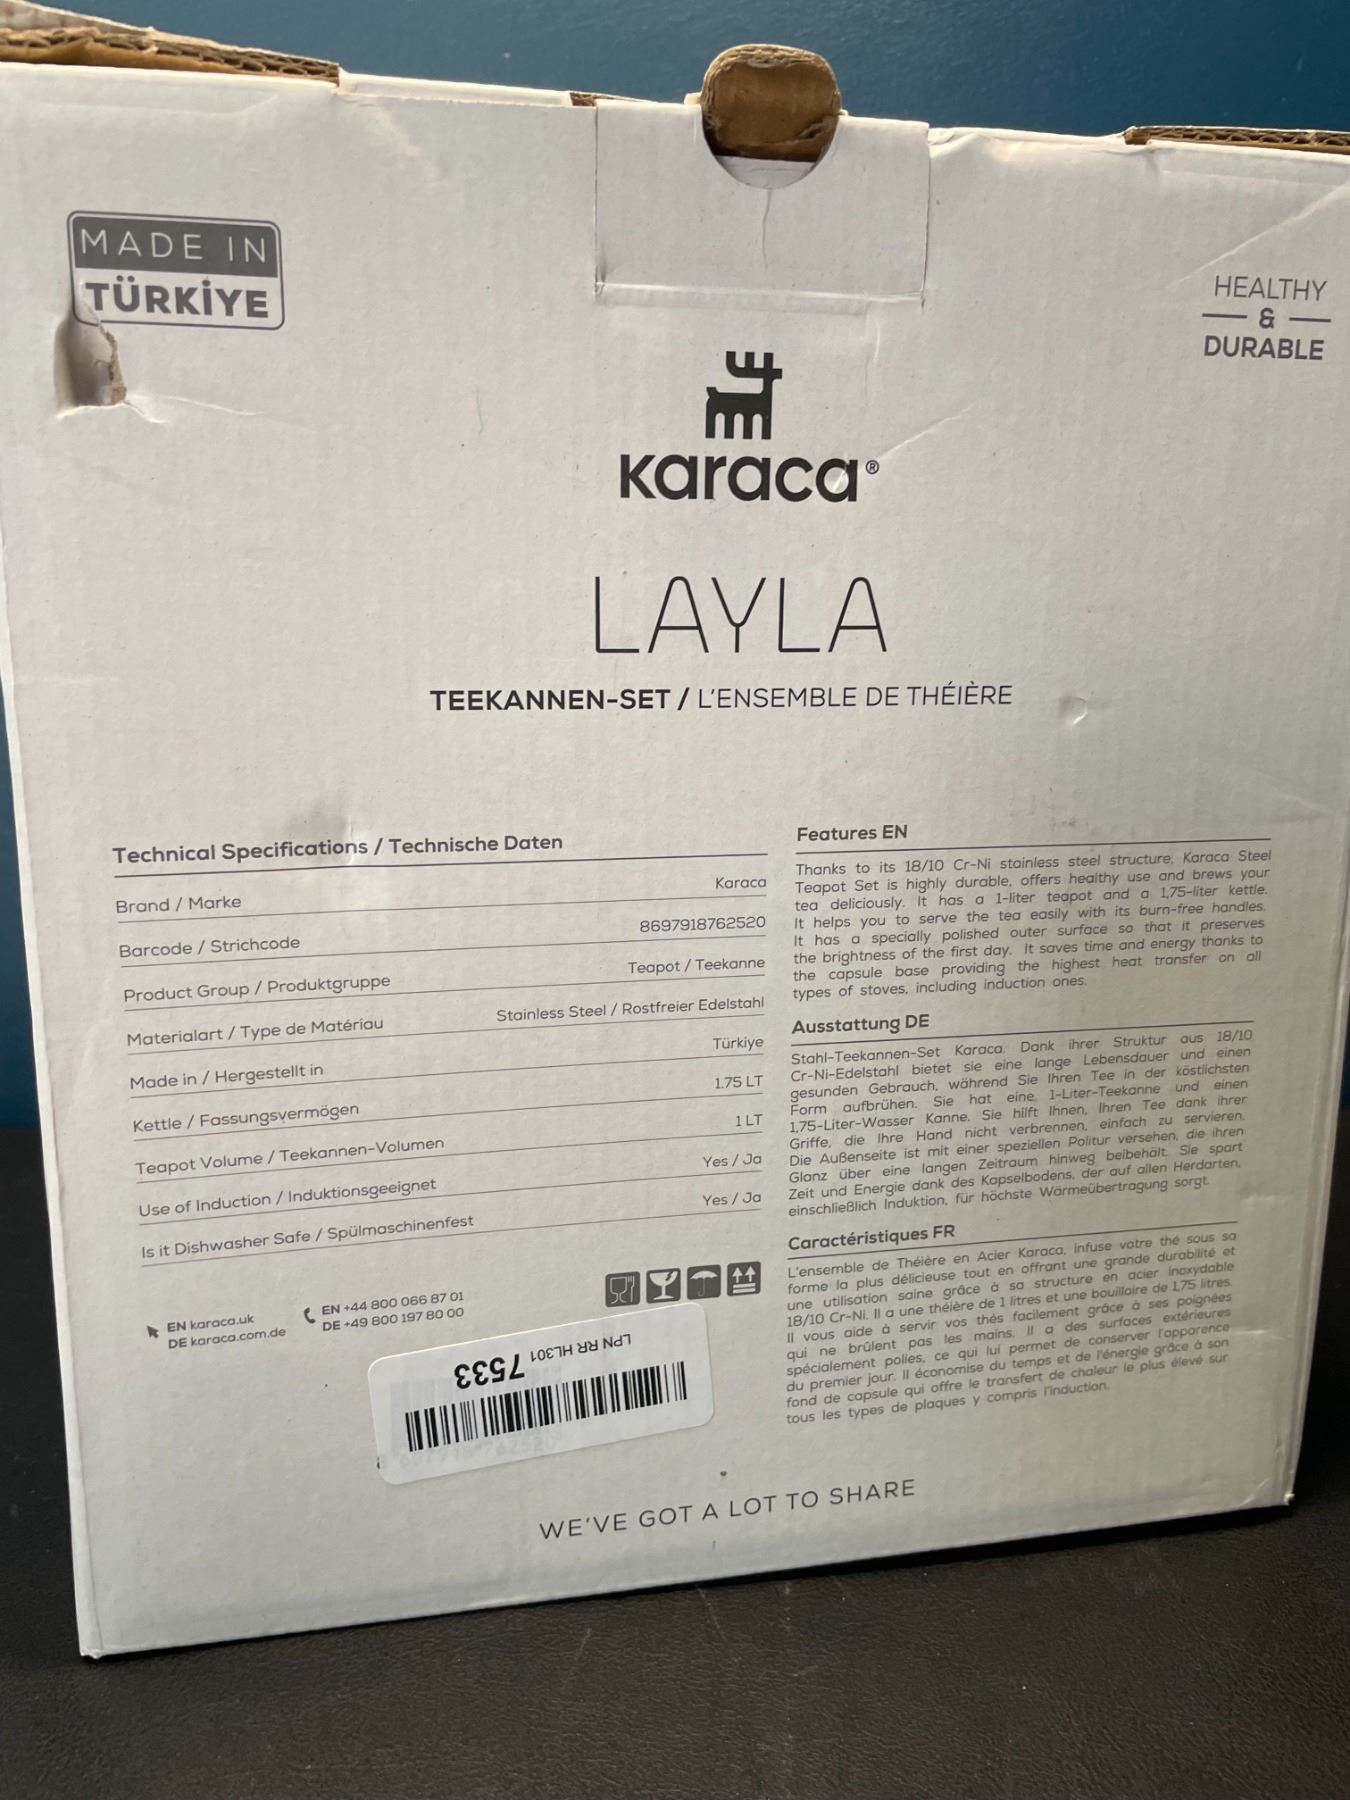 MADE IN
TÜRKİYE
HEALTHY
&
DURABLE
Karaca®
LAYLA
TEEKANNEN-SET / L'ENSEMBLE DE THÉIÈRE
Technical Specifications / Technische Daten
Brand / Marke Karaca
Barcode / Strichcode 8697918762520
Product Group / Produktgruppe Teapot / Teekanne
Materialart / Type de Matériau Stainless Steel / Rostfreier Edelstahl
Made in / Hergestellt in Türkiye
Kettle / Fassungsvermögen 1.75 LT
Teapot Volume / Teekannen-Volumen 1 LT
Use of Induction / Induktionsgeeignet Yes / Ja
Is it Dishwasher Safe / Spülmaschinenfest Yes / Ja
EN karaca.uk
DE karaca.com.de
EN +44 800 066 87 01
DE +49 800 197 80 00
LPN RR HL301 7533
Features EN
Thanks to its 18/10 Cr-Ni stainless steel structure, Karaca Steel
Teapot Set is highly durable, offers healthy use and brews your
tea deliciously. It has a 1-liter teapot and a 1,75-liter kettle.
It helps you to serve the tea easily with its burn-free handles.
It has a specially polished outer surface so that it preserves
the brightness of the first day. It saves time and energy thanks to
the capsule base providing the highest heat transfer on all
types of stoves, including induction ones.
Ausstattung DE
Stahl-Teekannen-Set Karaca. Dank ihrer Struktur aus 18/10
Cr-Ni-Edelstahl bietet sie eine lange Lebensdauer und einen
gesunden Gebrauch, während Sie Ihren Tee in der köstlichsten
Form aufbrühen. Sie hat eine 1-Liter-Teekanne und einen
1,75-Liter-Wasser Kanne. Sie hilft Ihnen, Ihren Tee dank ihrer
Griffe, die Ihre Hand nicht verbrennen, einfach zu servieren.
Die Außenseite ist mit einer speziellen Politur versehen, die ihren
Glanz über eine langen Zeitraum hinweg beibehält. Sie spart
Zeit und Energie dank des Kapselbodens, der auf allen Herdarten,
einschließlich Induktion, für höchste Wärmeübertragung sorgt.
Caractéristiques FR
L'ensemble de Théière en Acier Karaca, infuse votre thé sous sa
forme la plus délicieuse tout en offrant une grande durabilité et
une utilisation saine grâce à sa structure en acier inoxydable
18/10 Cr-Ni. Il a une théière de 1 litres et une bouilloire de 1,75 litres.
Il vous aide à servir vos thés facilement grâce à ses poignées
qui ne brûlent pas les mains. Il a des surfaces extérieures
spécialement polies, ce qui lui permet de conserver l'apparence
du premier jour. Il économise du temps et de l'énergie grâce à son
fond de capsule qui offre le transfert de chaleur le plus élevé sur
tous les types de plaques y compris l'induction.
WE'VE GOT A LOT TO SHARE